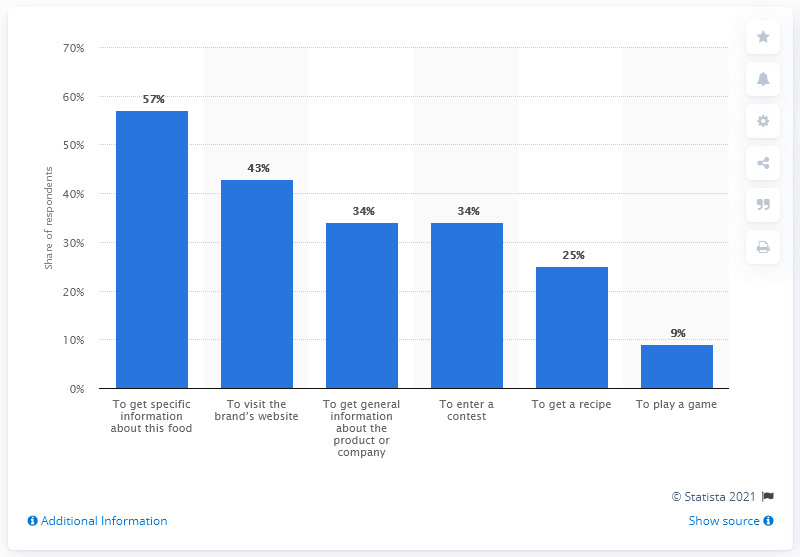 70%
60%
50%
40%
30%
20%
10%
0%
Share of respondents
57%
43%
34%
34%
25%
9%
To get specific
information
about this food
To visit the
brand's website
To get general
information
about the
product or
company
To enter a
contest
To get a recipe
To play a game
© Statista 2021
Additional Information
Show source